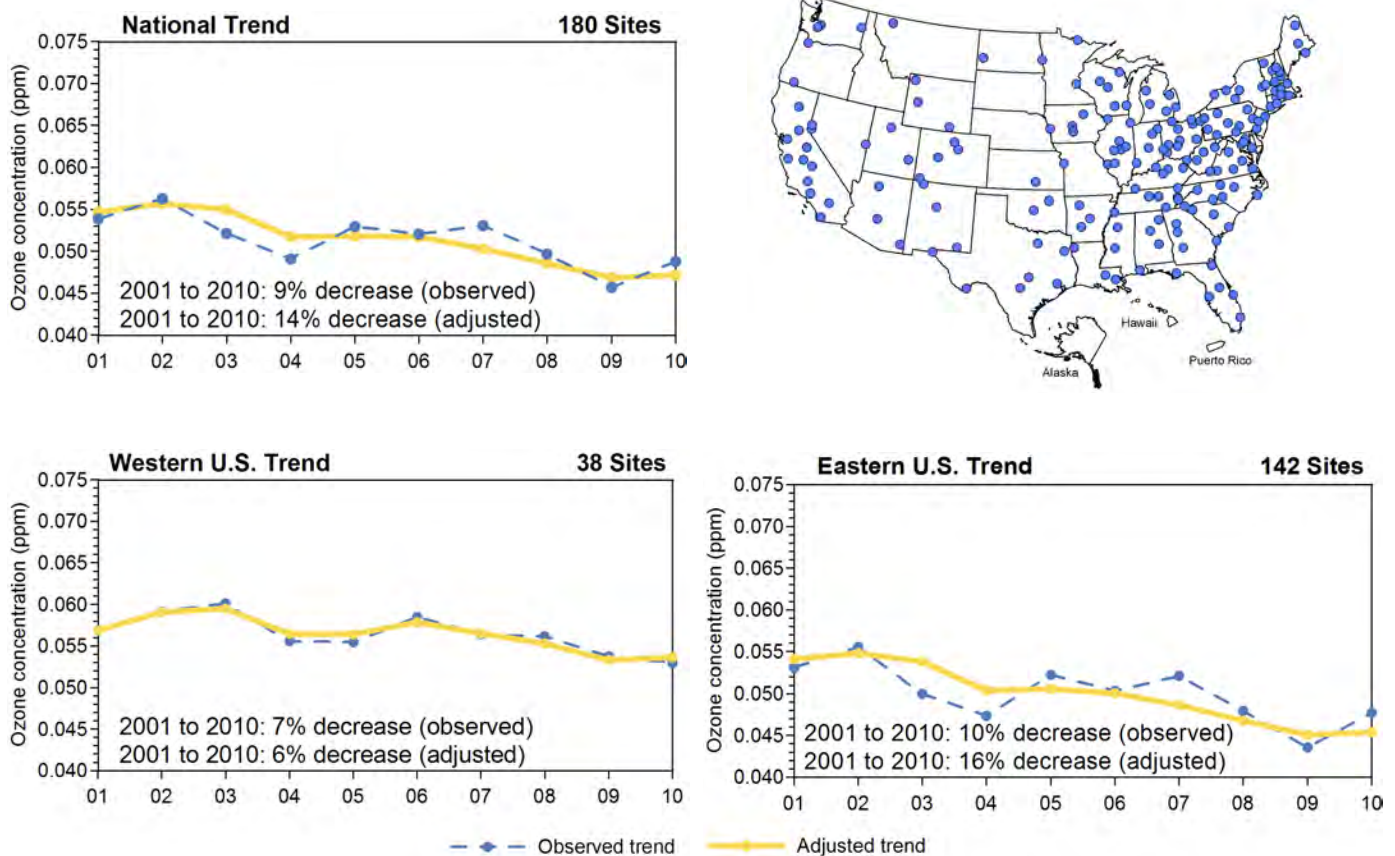 National Trend 180 Sites
Ozone concentration (ppm)
0.075
0.070
0.065
0.060
0.055
0.050
0.045
0.040
2001 to 2010: 9% decrease (observed)
2001 to 2010: 14% decrease (adjusted)
01 02 03 04 05 06 07 08 09 10
Hawaii
Alaska
Puerto Rico
Western U.S. Trend 38 Sites
Ozone concentration (ppm)
0.075
0.070
0.065
0.060
0.055
0.050
0.045
0.040
2001 to 2010: 7% decrease (observed)
2001 to 2010: 6% decrease (adjusted)
01 02 03 04 05 06 07 08 09 10
Eastern U.S. Trend 142 Sites
Ozone concentration (ppm)
0.075
0.070
0.065
0.060
0.055
0.050
0.045
0.040
2001 to 2010: 10% decrease (observed)
2001 to 2010: 16% decrease (adjusted)
01 02 03 04 05 06 07 08 09 10
Observed trend Adjusted trend